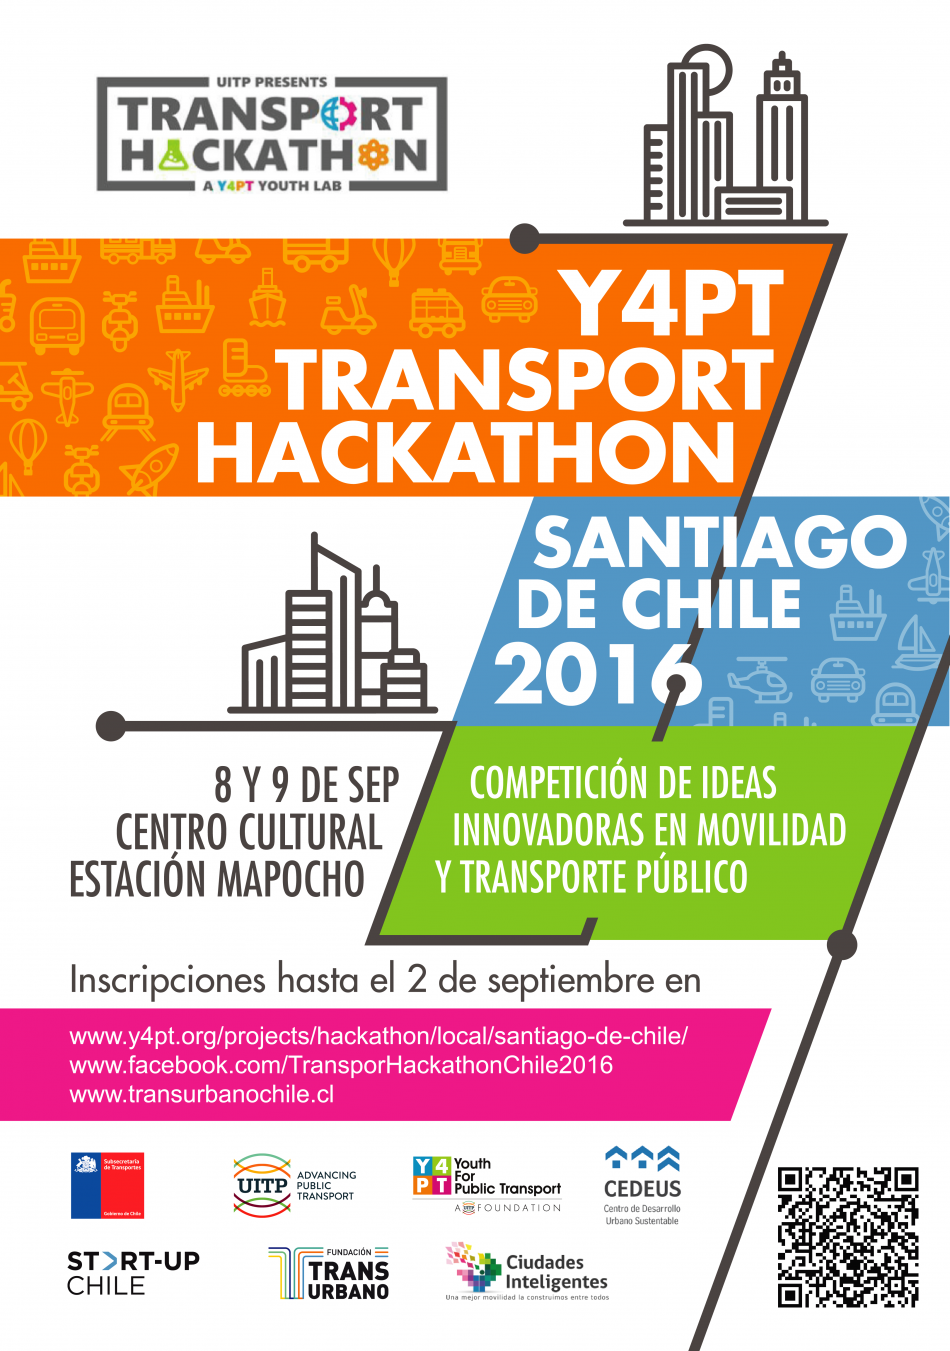 UITP PRESENTS
TRANSPORT
HACKATHON
A Y4PT YOUTH LAB
Y4PT
TRANSPORT
HACKATHON
SANTIAGO
DE CHILE
2016
8 Y 9 DE SEP
CENTRO CULTURAL
ESTACIÓN MAPOCHO
COMPETICIÓN DE IDEAS
INNOVADORAS EN MOVILIDAD
Y TRANSPORTE PÚBLICO
Inscripciones hasta el 2 de septiembre en
www.y4pt.org/projects/hackathon/local/santiago-de-chile/
www.facebook.com/TransporHackathonChile2016
www.transurbanochile.cl
Subsecretaría
de Transportes
Gobierno de Chile
UITP
ADVANCING
PUBLIC
TRANSPORT
Y4PT
Youth
For
Public Transport
A UITP FOUNDATION
CEDEUS
Centro de Desarrollo
Urbano Sustentable
START-UP
CHILE
FUNDACIÓN
TRANS
URBANO
Ciudades
Inteligentes
Una mejor movilidad la construimos entre todos